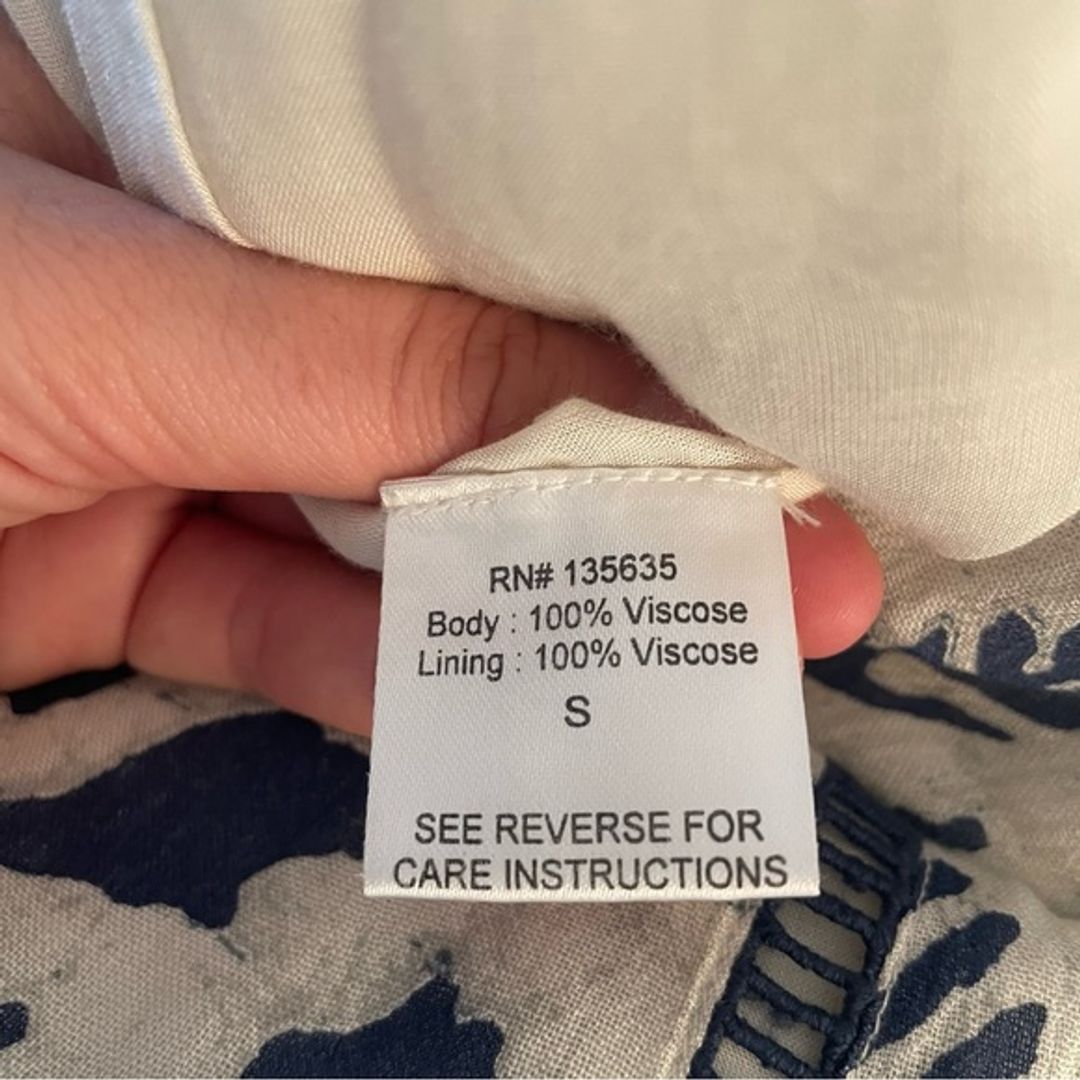 RN# 135635
Body : 100% Viscose
Lining : 100% Viscose
S
SEE REVERSE FOR
CARE INSTRUCTIONS